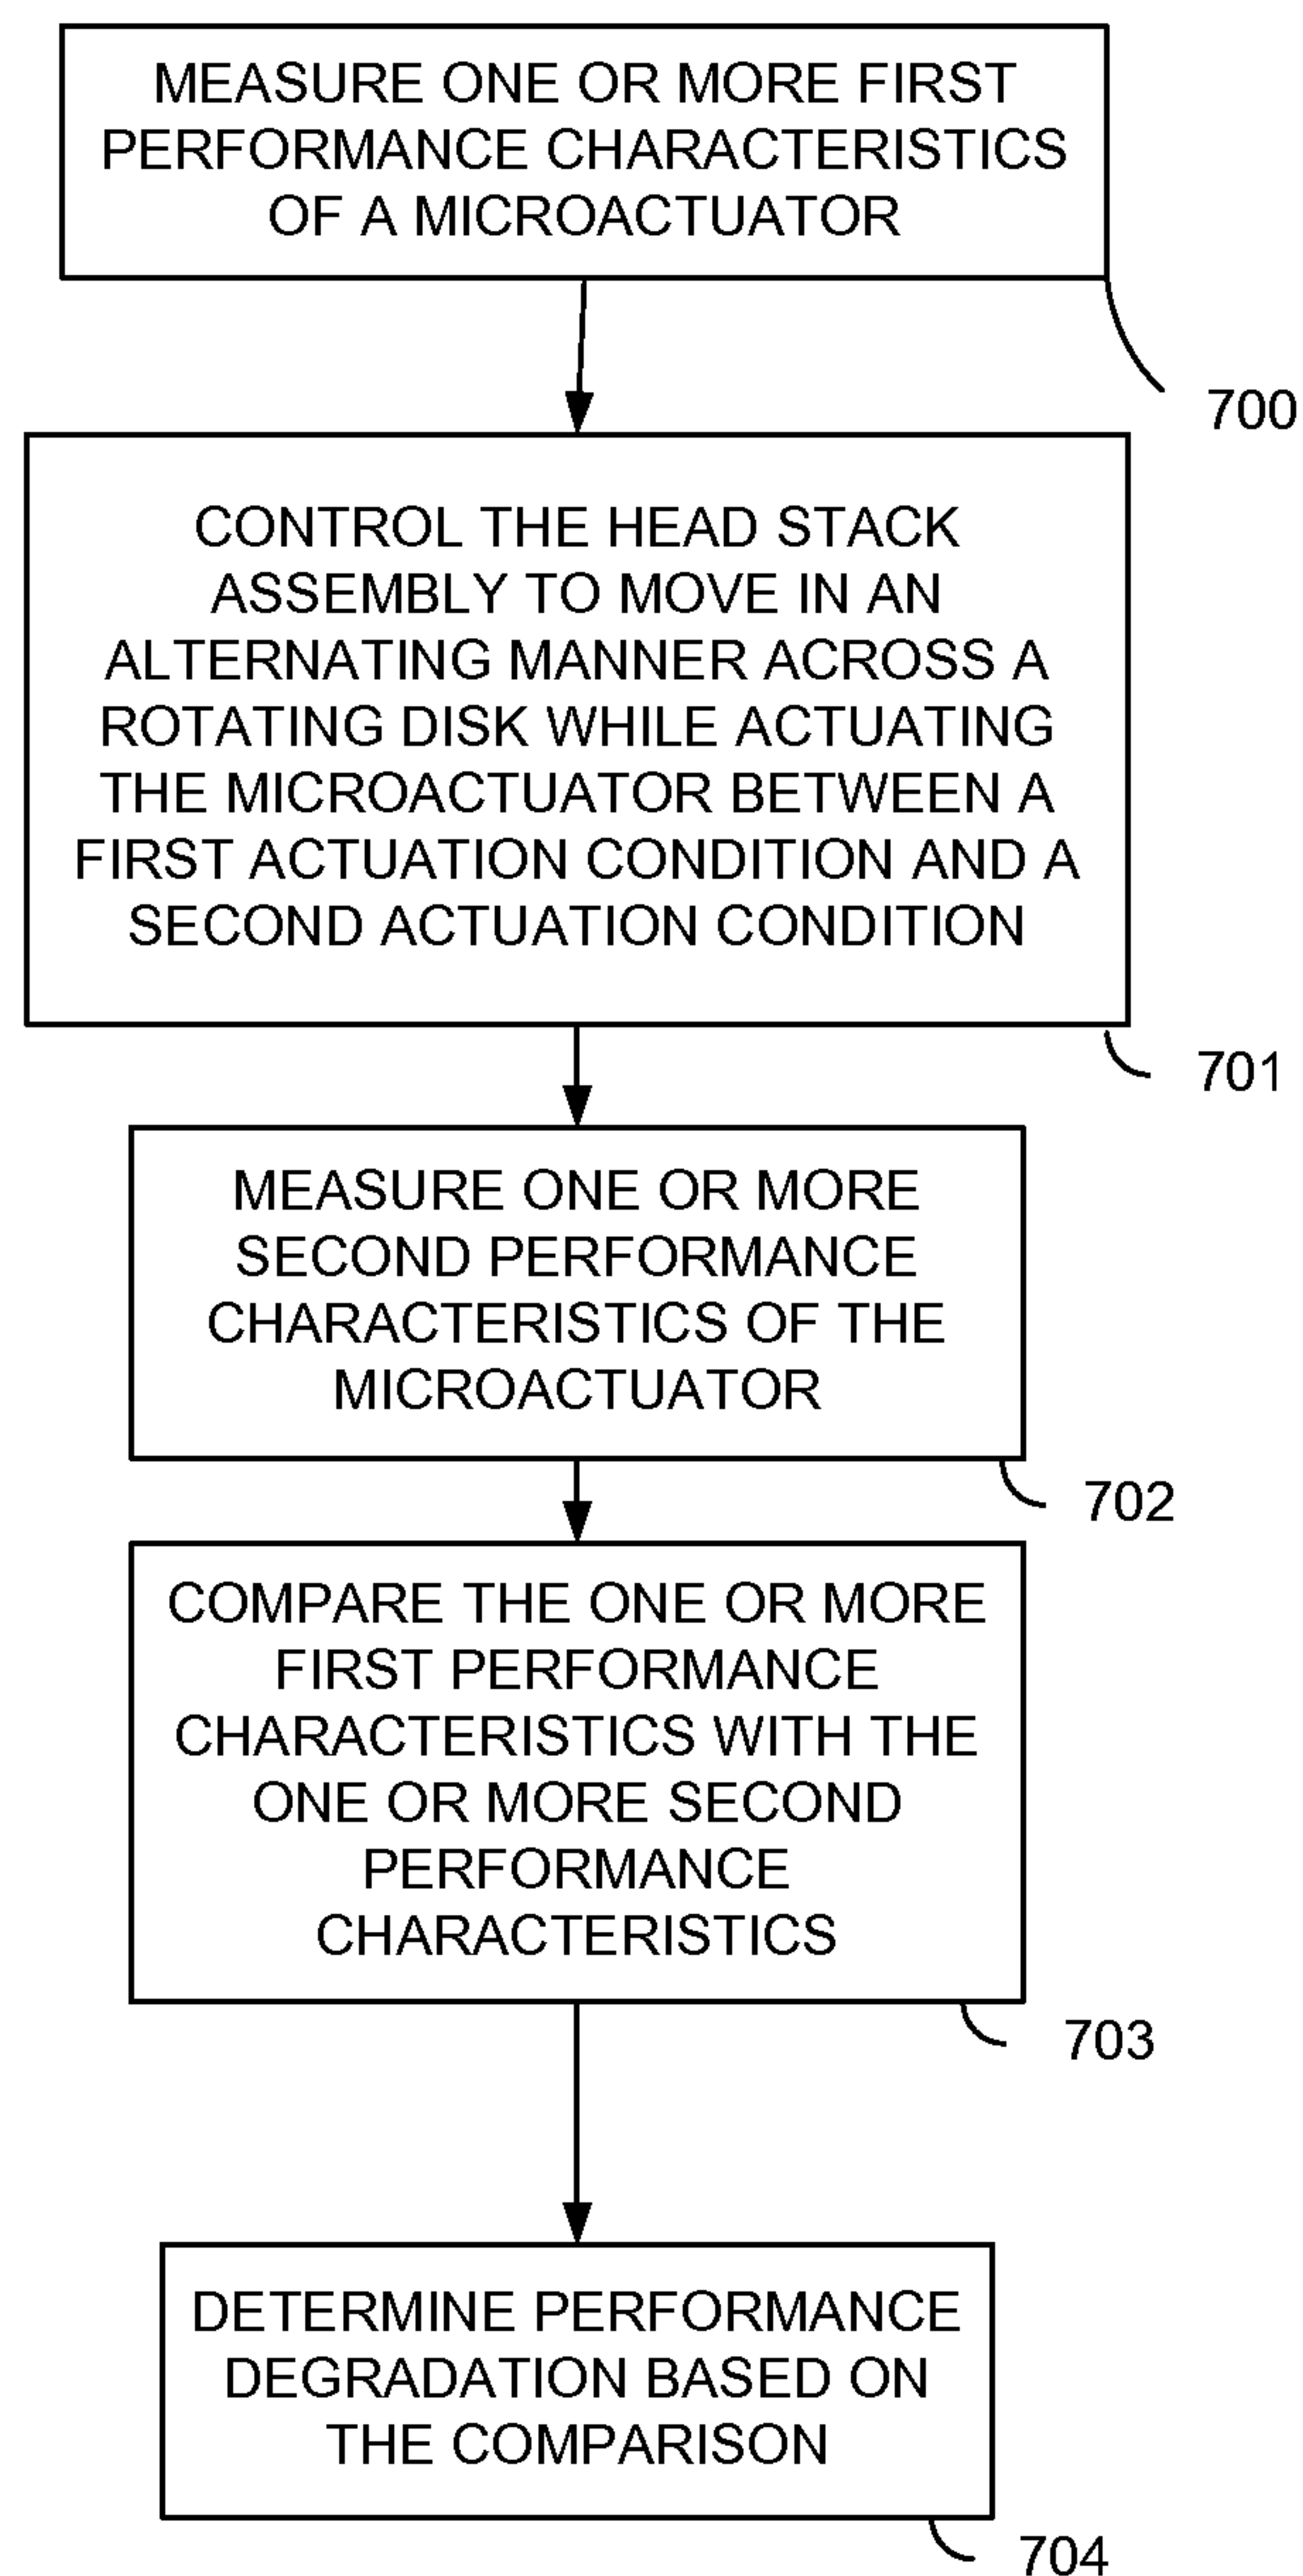 MEASURE ONE OR MORE FIRST
PERFORMANCE CHARACTERISTICS
OF A MICROACTUATOR
700
CONTROL THE HEAD STACK
ASSEMBLY TO MOVE IN AN
ALTERNATING MANNER ACROSS A
ROTATING DISK WHILE ACTUATING
THE MICROACTUATOR BETWEEN A
FIRST ACTUATION CONDITION AND A
SECOND ACTUATION CONDITION
701
MEASURE ONE OR MORE
SECOND PERFORMANCE
CHARACTERISTICS OF THE
MICROACTUATOR
702
COMPARE THE ONE OR MORE
FIRST PERFORMANCE
CHARACTERISTICS WITH THE
ONE OR MORE SECOND
PERFORMANCE
CHARACTERISTICS
703
DETERMINE PERFORMANCE
DEGRADATION BASED ON
THE COMPARISON
704